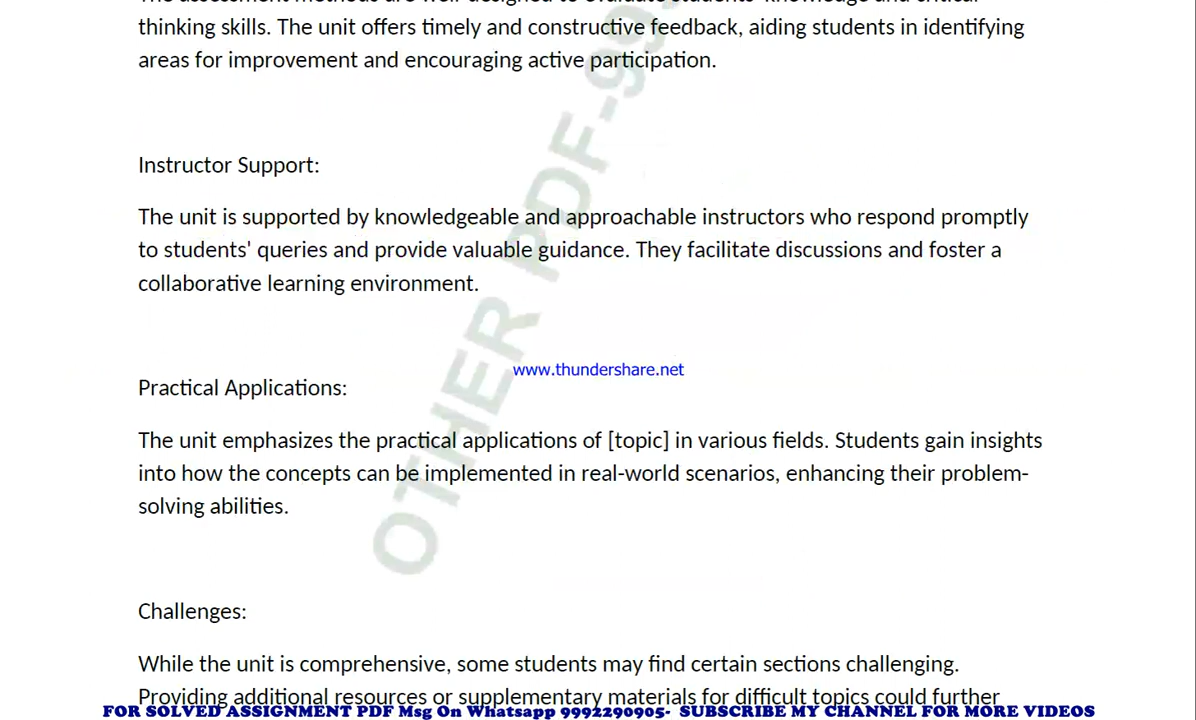 thinking skills. The unit offers timely and constructive feedback, aiding students in identifying
areas for improvement and encouraging active participation.
Instructor Support:
The unit is supported by knowledgeable and approachable instructors who respond promptly
to students' queries and provide valuable guidance. They facilitate discussions and foster a
collaborative learning environment.
www.thundershare.net
Practical Applications:
The unit emphasizes the practical applications of [topic] in various fields. Students gain insights
into how the concepts can be implemented in real-world scenarios, enhancing their problem-
solving abilities.
OTHER PDF-999
Challenges:
While the unit is comprehensive, some students may find certain sections challenging.
Providing additional resources or supplementary materials for difficult topics could further
FOR SOLVED ASSIGNMENT PDF Msg On Whatsapp 9992290905- SUBSCRIBE MY CHANNEL FOR MORE VIDEOS